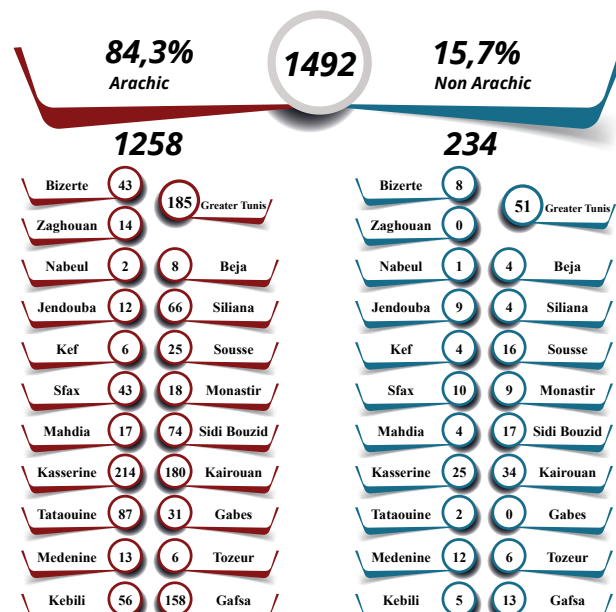 84,3%
Arachic
1492
15,7%
Non Arachic
1258
Bizerte 43
185 Greater Tunis
Zaghouan 14
Nabeul 2 8 Beja
Jendouba 12 66 Siliana
Kef 6 25 Sousse
Sfax 43 18 Monastir
Mahdia 17 74 Sidi Bouzid
Kasserine 214 180 Kairouan
Tataouine 87 31 Gabes
Medenine 13 6 Tozeur
Kebili 56 158 Gafsa
234
Bizerte 8
51 Greater Tunis
Zaghouan 0
Nabeul 1 4 Beja
Jendouba 9 4 Siliana
Kef 4 16 Sousse
Sfax 10 9 Monastir
Mahdia 4 17 Sidi Bouzid
Kasserine 25 34 Kairouan
Tataouine 2 0 Gabes
Medenine 12 6 Tozeur
Kebili 5 13 Gafsa